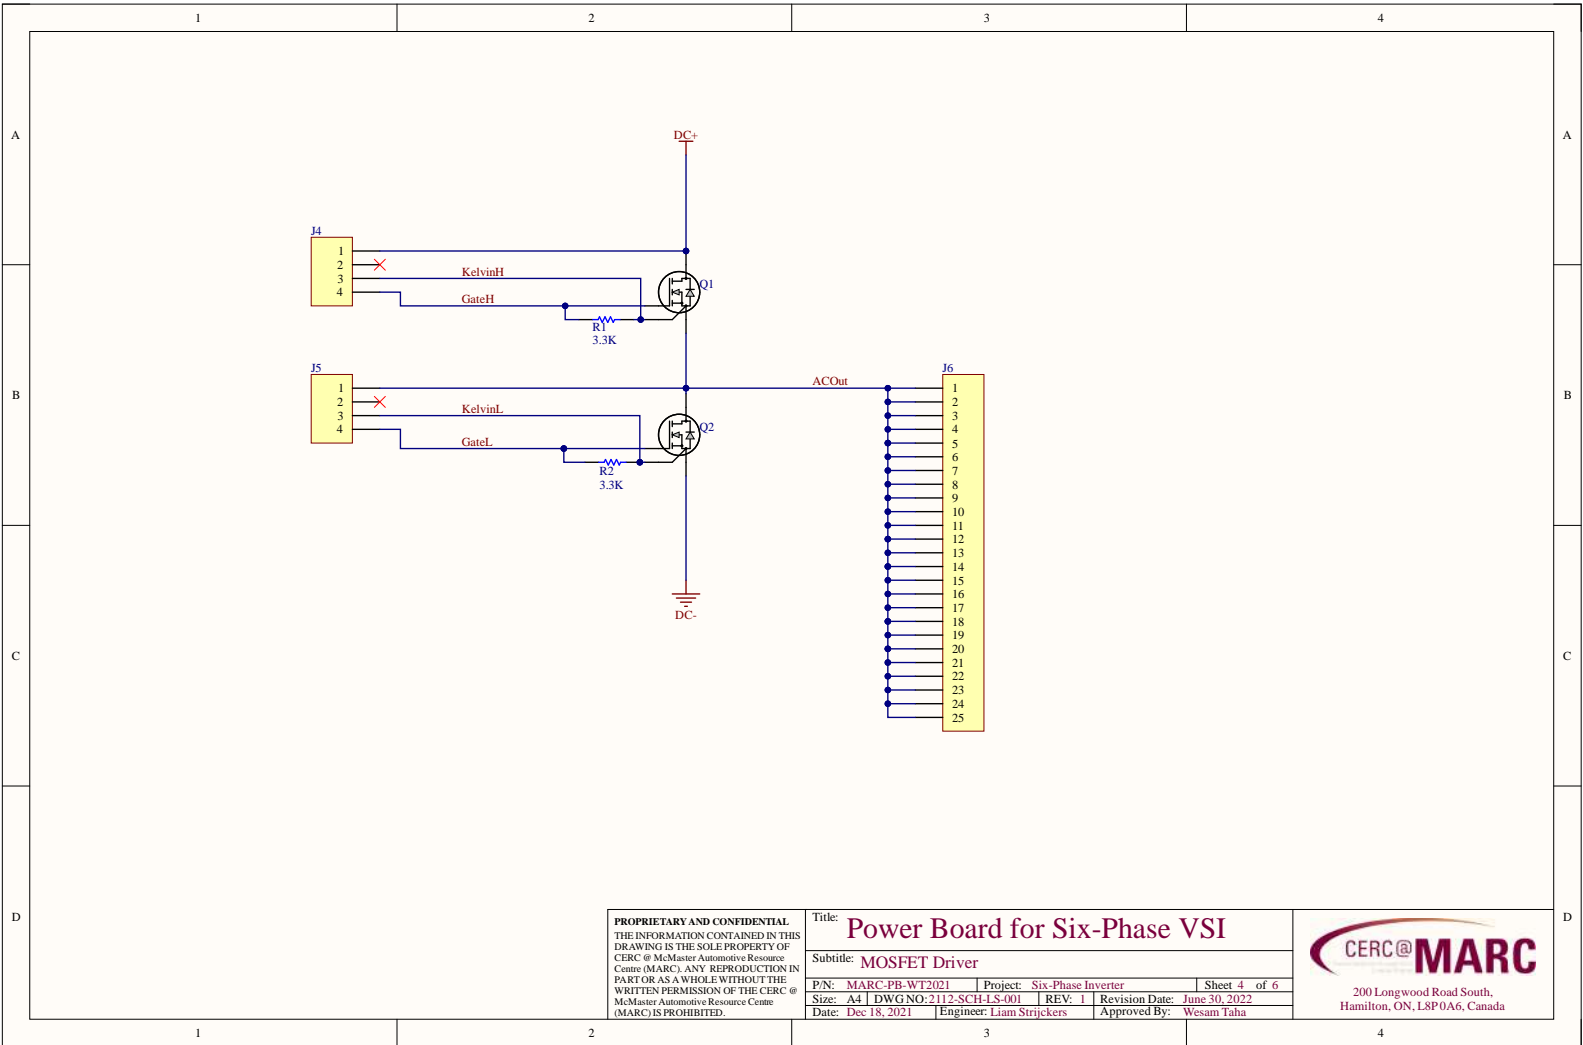 1 2 3 4
A A
DC+
J4
1
2
3
4
KelvinH
GateH
Q1
R1
3.3K
B B
J5
1
2
3
4
KelvinL
GateL
Q2
R2
3.3K
ACOut
J6
1
2
3
4
5
6
7
8
9
10
11
12
13
14
15
16
17
18
19
20
21
22
23
24
25
DC-
C C
D D
PROPRIETARY AND CONFIDENTIAL
THE INFORMATION CONTAINED IN THIS
DRAWING IS THE SOLE PROPERTY OF
CERC @ McMaster Automotive Resource
Centre (MARC). ANY REPRODUCTION IN
PART OR AS A WHOLE WITHOUT THE
WRITTEN PERMISSION OF THE CERC @
McMaster Automotive Resource Centre
(MARC) IS PROHIBITED.
Title: Power Board for Six-Phase VSI
Subtitle: MOSFET Driver
P/N: MARC-PB-WT2021 Project: Six-Phase Inverter Sheet 4 of 6
Size: A4 DWG NO: 2112-SCH-LS-001 REV: 1 Revision Date: June 30, 2022
Date: Dec 18, 2021 Engineer: Liam Strijckers Approved By: Wesam Taha
CERC@MARC
200 Longwood Road South,
Hamilton, ON, L8P 0A6, Canada
1 2 3 4